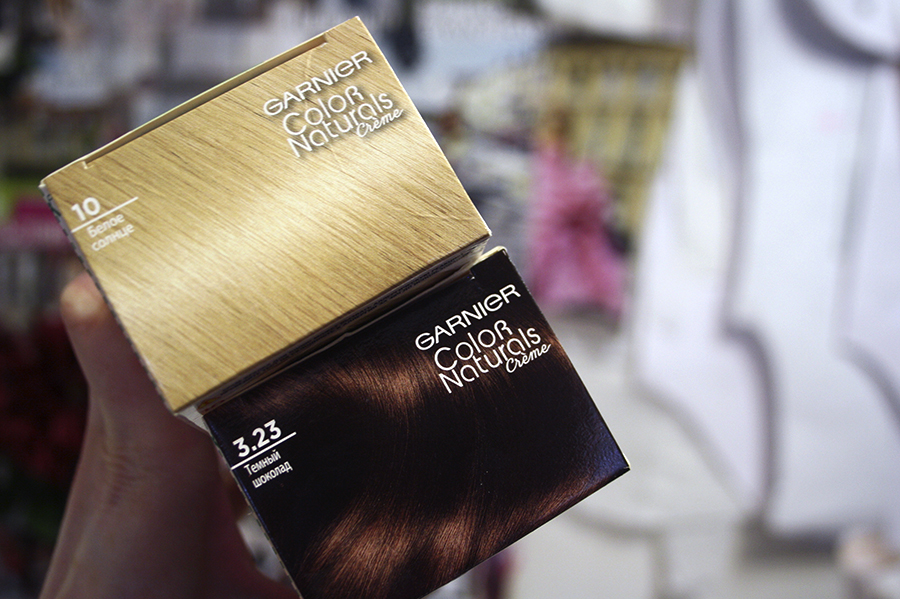 GARNIER
Color
Naturals
Crème
10
Белое
солнце
GARNIER
Color
Naturals
Crème
3.23
Темный
шоколад